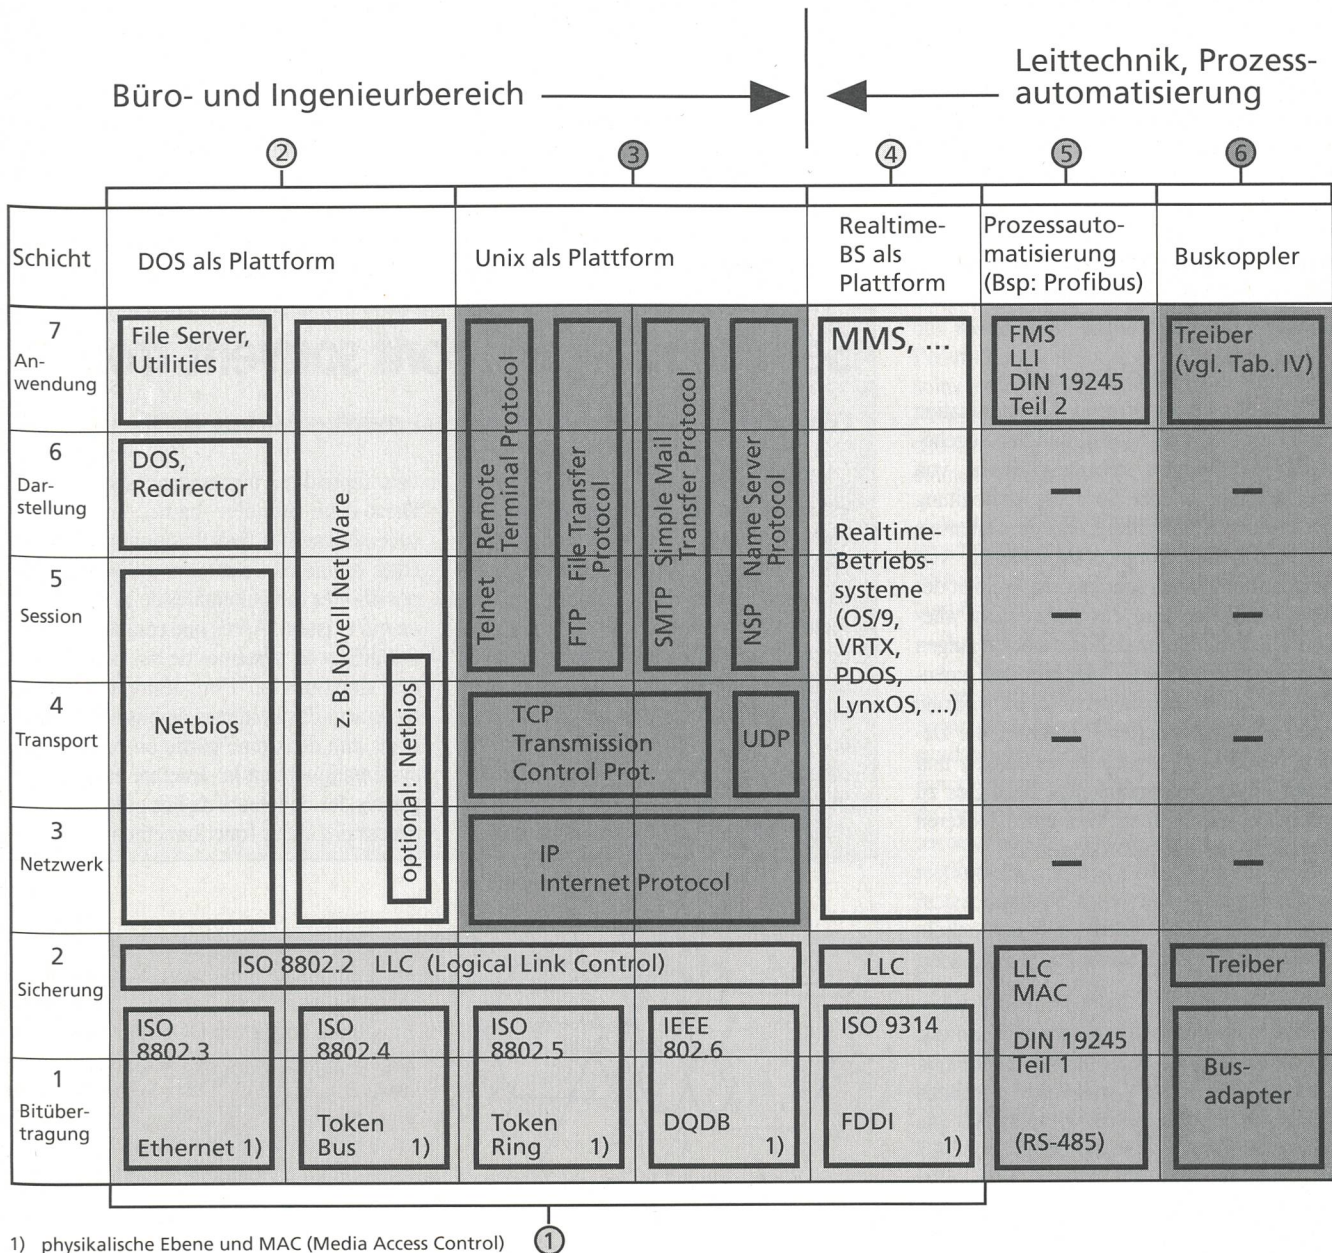 Büro- und Ingenieurbereich
Leittechnik, Prozess-
automatisierung
2
3
4
5
6
Schicht
DOS als Plattform
Unix als Plattform
Realtime-
BS als
Plattform
Prozessauto-
matisierung
(Bsp: Profibus)
Buskoppler
7
An-
wendung
File Server,
Utilities
z. B. Novell Net Ware
optional: Netbios
Telnet Remote
Terminal Protocol
FTP File Transfer
Protocol
SMTP Simple Mail
Transfer Protocol
NSP Name Server
Protocol
MMS, ...
FMS
LLI
DIN 19245
Teil 2
Treiber
(vgl. Tab. IV)
6
Dar-
stellung
DOS,
Redirector
Realtime-
Betriebs-
systeme
(OS/9,
VRTX,
PDOS,
LynxOS, ...)
–
–
5
Session
–
–
4
Transport
Netbios
TCP
Transmission
Control Prot.
UDP
–
–
3
Netzwerk
IP
Internet Protocol
–
–
2
Sicherung
ISO 8802.2 LLC (Logical Link Control)
LLC
LLC
MAC
DIN 19245
Teil 1
(RS-485)
Treiber
1
Bitüber-
tragung
ISO
8802.3
Ethernet 1)
ISO
8802.4
Token
Bus 1)
ISO
8802.5
Token
Ring 1)
IEEE
802.6
DQDB
1)
ISO 9314
FDDI
1)
Bus-
adapter
1) physikalische Ebene und MAC (Media Access Control)
1